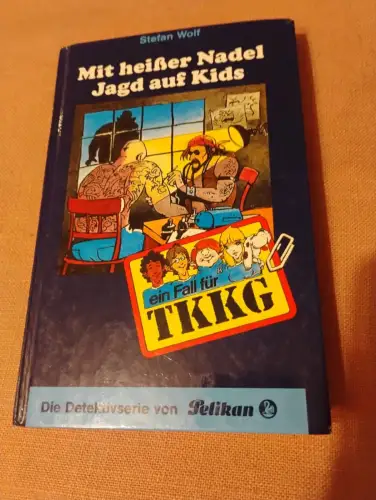 Stefan Wolf
Mit heißer Nadel
Jagd auf Kids
ein Fall für
TKKG
Die Detektivserie von Pelikan